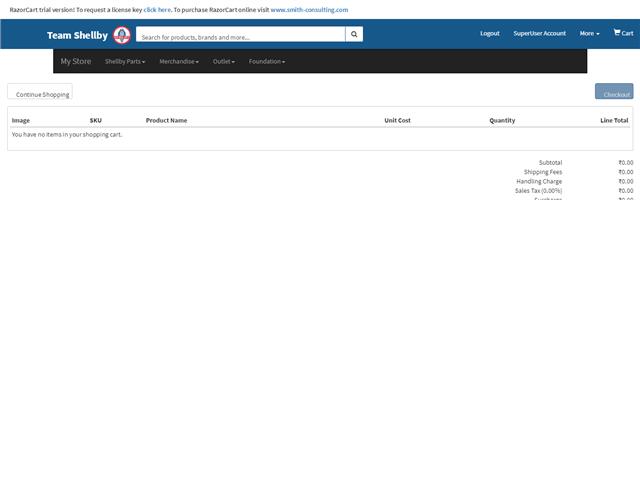 RazorCart trial version! To request a license key click here. To purchase RazorCart online visit www.smith-consulting.com
Team Shellby Search for products, brands and more... Logout SuperUser Account More Cart
My Store Shellby Parts Merchandise Outlet Foundation
Continue Shopping Checkout
Image SKU Product Name Unit Cost Quantity Line Total
You have no items in your shopping cart.
Subtotal ₹0.00
Shipping Fees ₹0.00
Handling Charge ₹0.00
Sales Tax (0.00%) ₹0.00